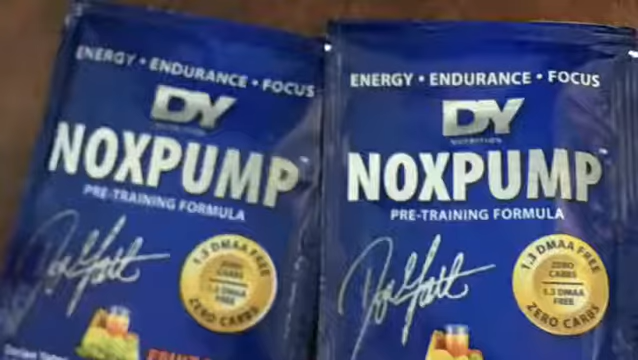 ENERGY • ENDURANCE • FOCUS
DY
NOXPUMP
PRE-TRAINING FORMULA
1.3 DMAA FREE
ZERO
CARBS
1.3 DMAA
FREE
ZERO CARBS
FRUIT
ENERGY • ENDURANCE • FOCUS
DY
NUTRITION
NOXPUMP
PRE-TRAINING FORMULA
1.3 DMAA FREE
ZERO
CARBS
1.3 DMAA
FREE
ZERO CARBS